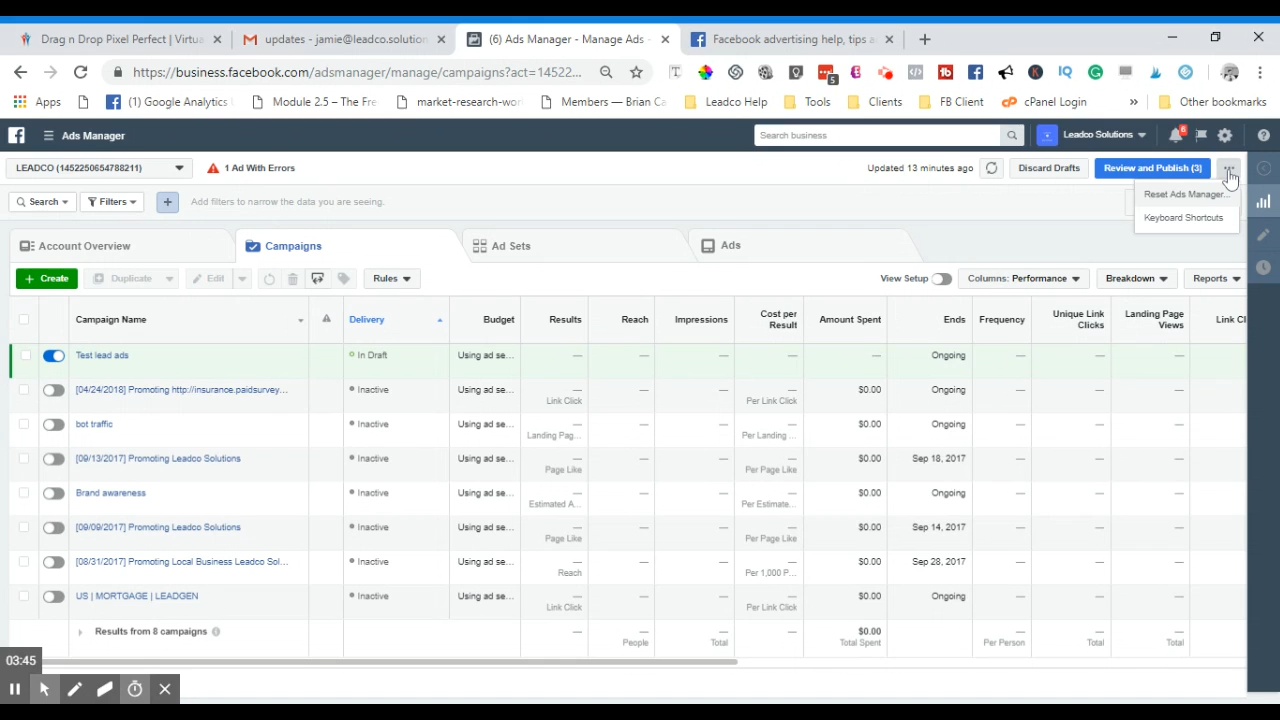 Drag n Drop Pixel Perfect | Virtua
updates - jamie@leadco.solution
(6) Ads Manager - Manage Ads -
Facebook advertising help, tips a
https://business.facebook.com/adsmanager/manage/campaigns?act=14522...
Apps
(1) Google Analytics
Module 2.5 – The Fre
market-research-wor
Members — Brian Ca
Leadco Help
Tools
Clients
FB Client
cPanel Login
»
Other bookmarks
Ads Manager
Search business
Leadco Solutions
6
LEADCO (1452250654788211)
1 Ad With Errors
Updated 13 minutes ago
Discard Drafts
Review and Publish (3)
...
Reset Ads Manager...
Keyboard Shortcuts
Search
Filters
+
Add filters to narrow the data you are seeing.
Account Overview
Campaigns
Ad Sets
Ads
+ Create
Duplicate
Edit
Rules
View Setup
Columns: Performance
Breakdown
Reports
Campaign Name
Delivery
Budget
Results
Reach
Impressions
Cost per Result
Amount Spent
Ends
Frequency
Unique Link Clicks
Landing Page Views
Link Cl
Test lead ads
In Draft
Using ad se...
—
—
—
—
—
Ongoing
—
—
—
—
[04/24/2018] Promoting http://insurance.paidsurvey...
Inactive
Using ad se...
—
Link Click
—
—
—
Per Link Click
$0.00
Ongoing
—
—
—
bot traffic
Inactive
Using ad se...
—
Landing Pag...
—
—
—
Per Landing ...
$0.00
Ongoing
—
—
—
[09/13/2017] Promoting Leadco Solutions
Inactive
Using ad se...
—
Page Like
—
—
—
Per Page Like
$0.00
Sep 18, 2017
—
—
—
Brand awareness
Inactive
Using ad se...
—
Estimated A...
—
—
—
Per Estimate...
$0.00
Ongoing
—
—
—
[09/09/2017] Promoting Leadco Solutions
Inactive
Using ad se...
—
Page Like
—
—
—
Per Page Like
$0.00
Sep 14, 2017
—
—
—
[08/31/2017] Promoting Local Business Leadco Sol...
Inactive
Using ad se...
—
Reach
—
—
—
Per 1,000 P...
$0.00
Sep 28, 2017
—
—
—
US | MORTGAGE | LEADGEN
Inactive
Using ad se...
—
Link Click
—
—
—
Per Link Click
$0.00
Ongoing
—
—
—
Results from 8 campaigns
—
—
People
—
Total
—
$0.00
Total Spent
—
Per Person
—
Total
—
Total
03:45